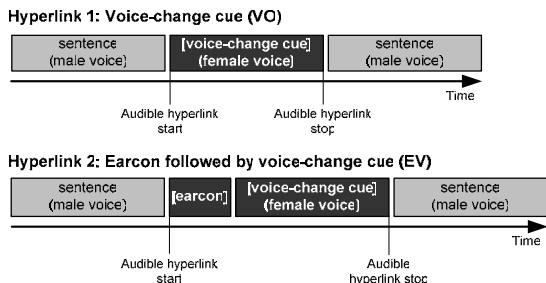 Hyperlink 1: Voice-change cue (VO)
sentence
(male voice)
[voice-change cue]
(female voice)
sentence
(male voice)
Time
Audible hyperlink
start
Audible hyperlink
stop
Hyperlink 2: Earcon followed by voice-change cue (EV)
sentence
(male voice)
[earcon]
[voice-change cue]
(female voice)
sentence
(male voice)
Time
Audible hyperlink
start
Audible
hyperlink stop